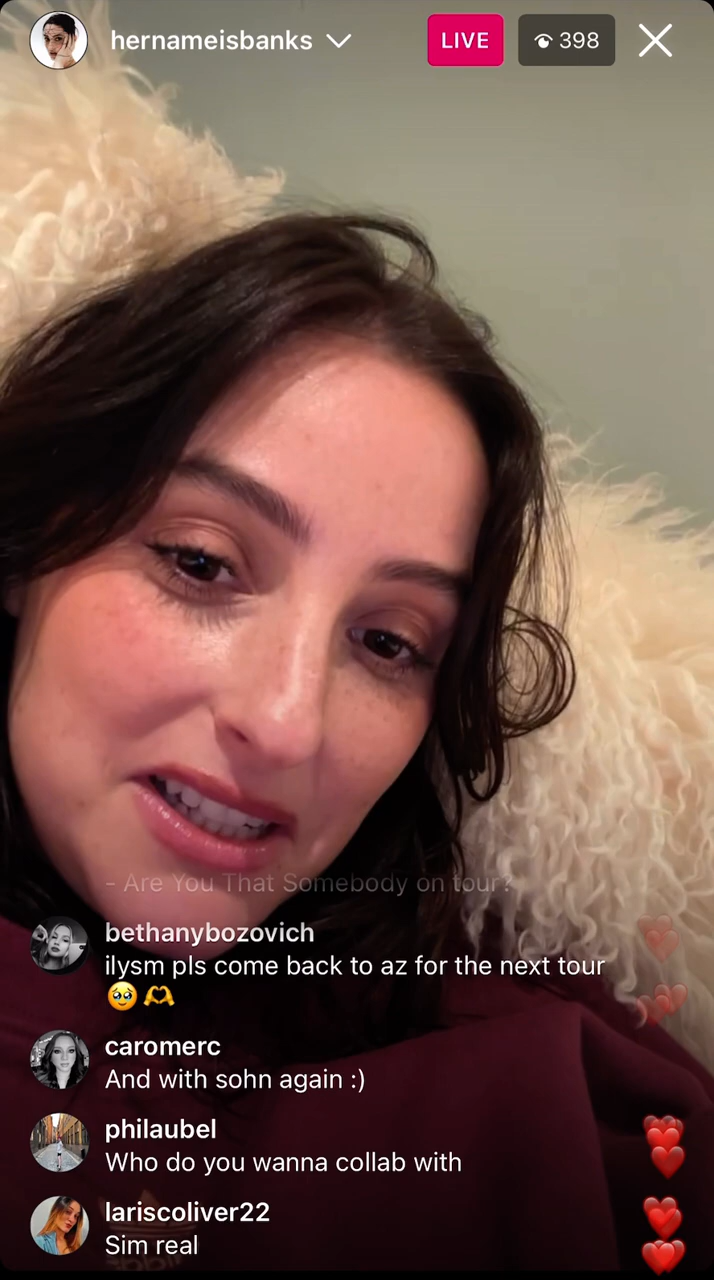 hernameisbanks
LIVE
398
- Are You That Somebody on tour?
bethanybozovich
ilysm pls come back to az for the next tour
🥹🫶
caromerc
And with sohn again :)
philaubel
Who do you wanna collab with
lariscoliver22
Sim real